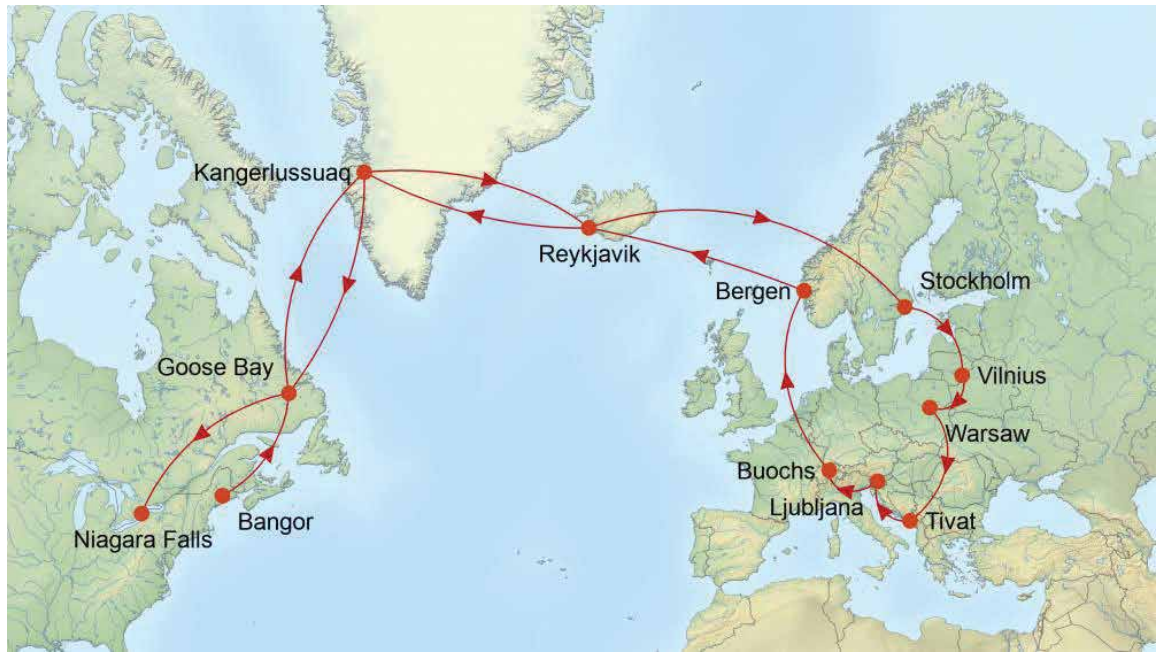 Kangerlussuaq
Reykjavik
Bergen
Stockholm
Goose Bay
Vilnius
Warsaw
Buochs
Ljubljana
Tivat
Bangor
Niagara Falls